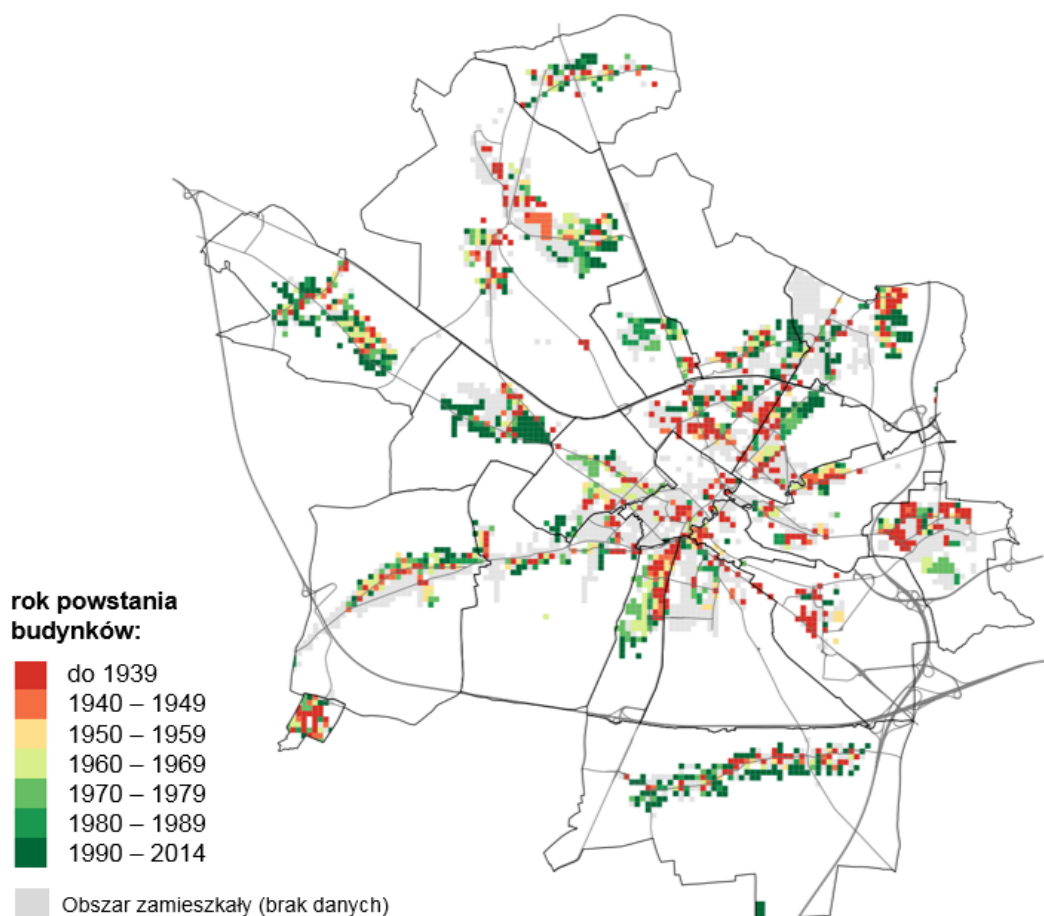 rok powstania
budynków:
do 1939
1940 – 1949
1950 – 1959
1960 – 1969
1970 – 1979
1980 – 1989
1990 – 2014
Obszar zamieszkały (brak danych)